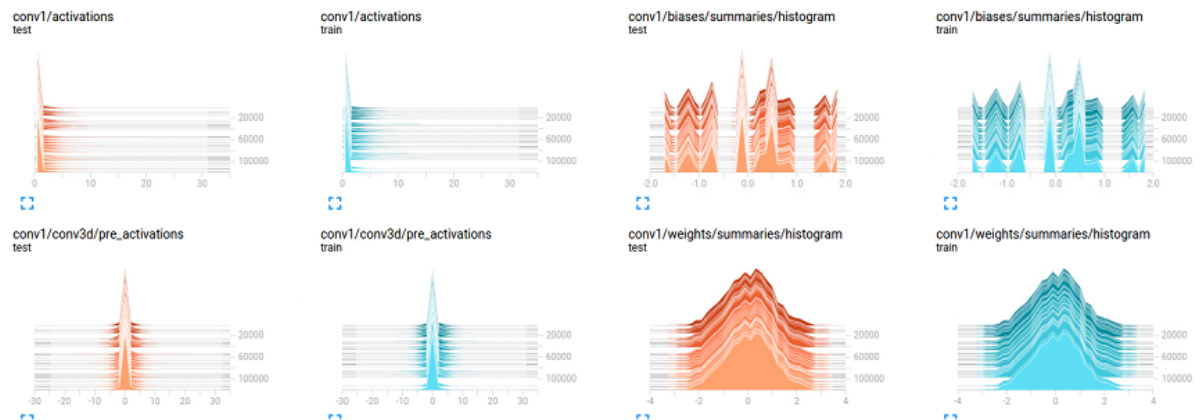 conv1/activations
test
20000
60000
100000
0 10 20 30
conv1/activations
train
20000
60000
100000
0 10 20 30
conv1/biases/summaries/histogram
test
20000
60000
100000
-2.0 -1.0 0.0 1.0 2.0
conv1/biases/summaries/histogram
train
20000
60000
100000
-2.0 -1.0 0.0 1.0 2.0
conv1/conv3d/pre_activations
test
20000
60000
100000
-30 -20 -10 0 10 20 30
conv1/conv3d/pre_activations
train
20000
60000
100000
-30 -20 -10 0 10 20 30
conv1/weights/summaries/histogram
test
20000
60000
100000
-4 -2 0 2 4
conv1/weights/summaries/histogram
train
20000
60000
100000
-4 -2 0 2 4